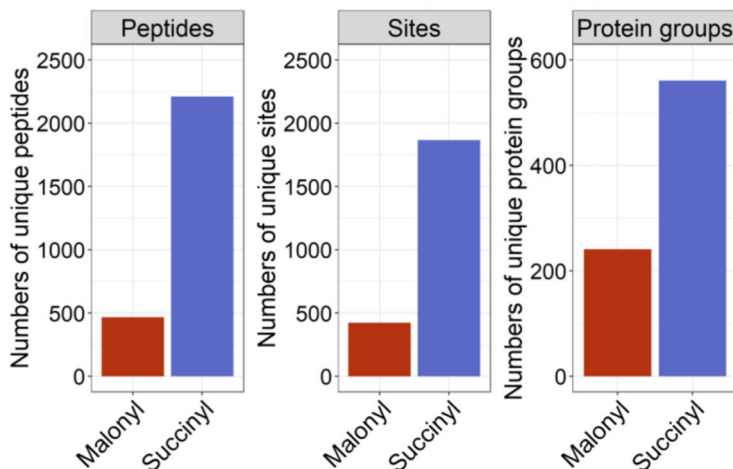 Peptides
Numbers of unique peptides
2500
2000
1500
1000
500
0
Malonyl
Succinyl
Sites
Numbers of unique sites
2500
2000
1500
1000
500
0
Malonyl
Succinyl
Protein groups
Numbers of unique protein groups
600
400
200
0
Malonyl
Succinyl